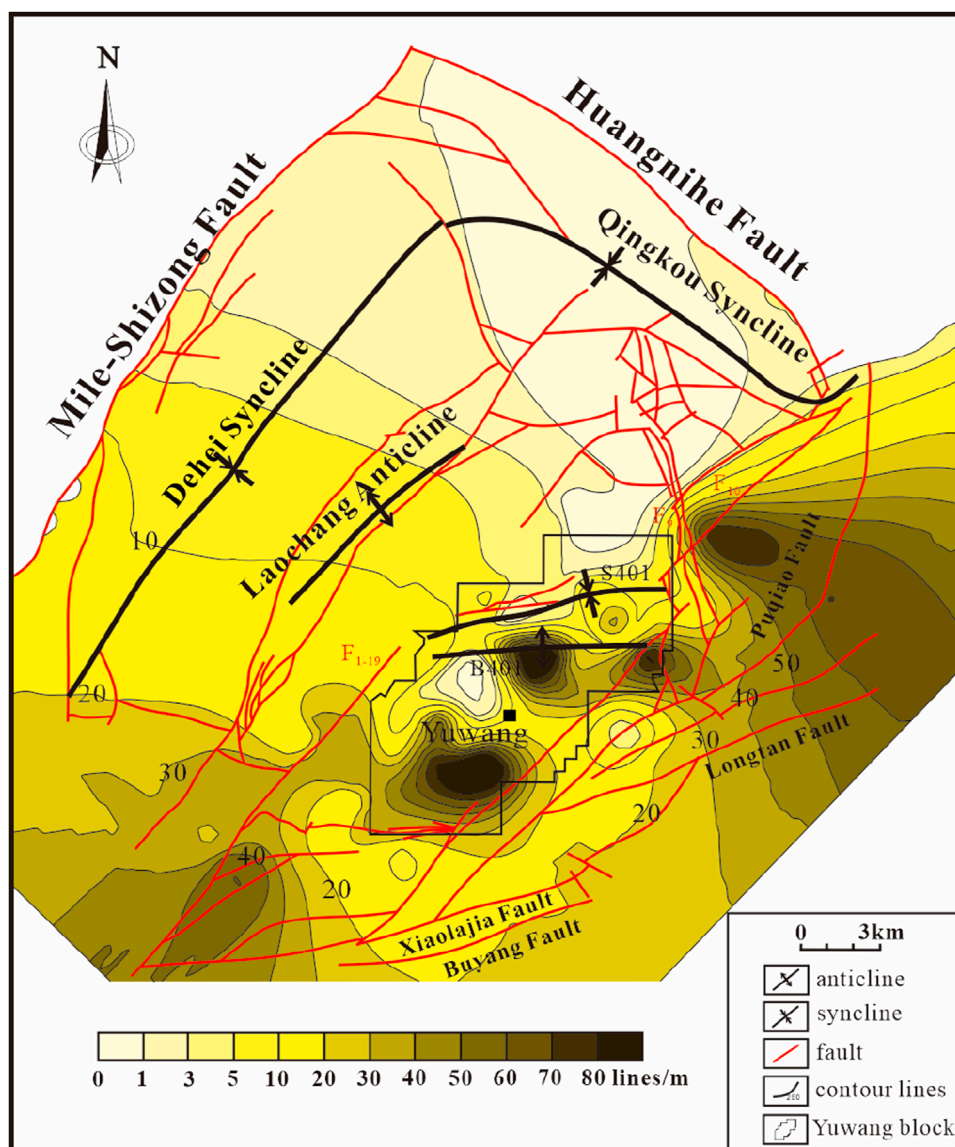 N
Huangnihe Fault
Mile-Shizong Fault
Qingkou Syncline
Dehei Syncline
Laochang Anticline
F10
F9
10
S401
Puqiao Fault
F1-19
B401
50
20
40
Yuwang
30
Longtan Fault
30
20
40
20
Xiaolajia Fault
Buyang Fault
0 3km
anticline
syncline
fault
250
contour lines
Yuwang block
0 1 3 5 10 20 30 40 50 60 70 80 lines/m